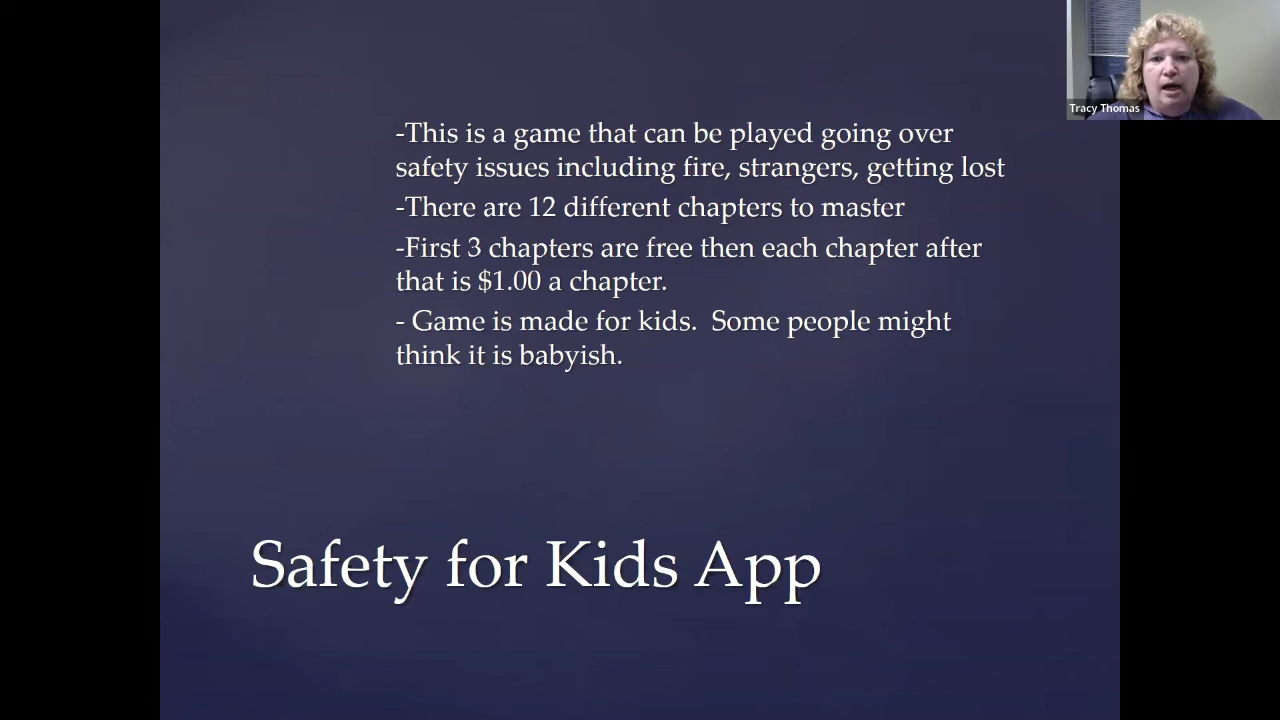 -This is a game that can be played going over
safety issues including fire, strangers, getting lost
-There are 12 different chapters to master
-First 3 chapters are free then each chapter after
that is $1.00 a chapter.
- Game is made for kids.  Some people might
think it is babyish.
Safety for Kids App
Tracy Thomas